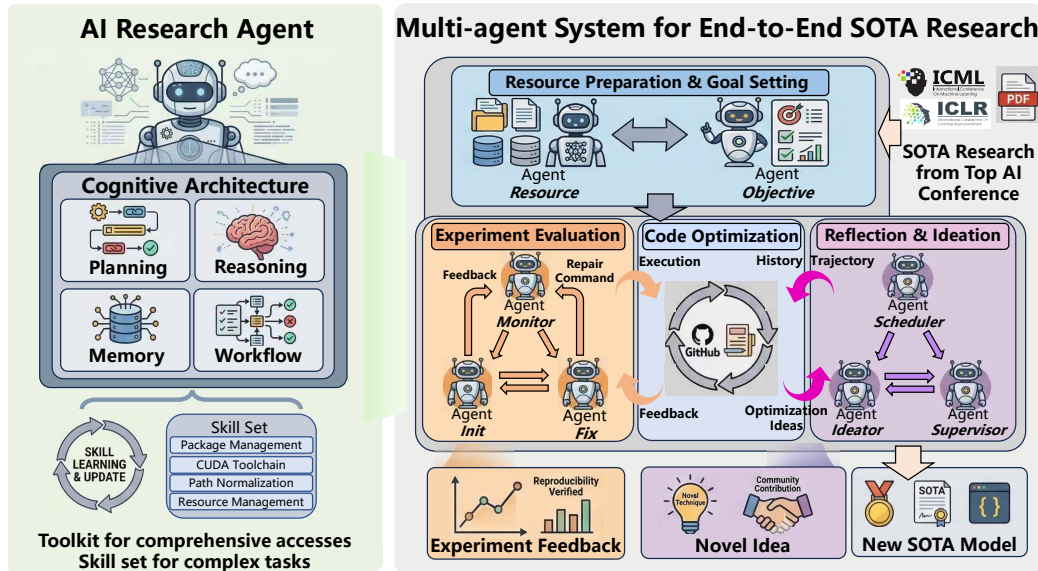 AI Research Agent
Cognitive Architecture
Planning
Reasoning
Memory
Workflow
SKILL
LEARNING
& UPDATE
Skill Set
Package Management
CUDA Toolchain
Path Normalization
Resource Management
Toolkit for comprehensive accesses
Skill set for complex tasks
Multi-agent System for End-to-End SOTA Research
Resource Preparation & Goal Setting
Agent
Resource
Agent
Objective
ICML
International Conference
On Machine Learning
ICLR
PDF
SOTA Research
from Top AI
Conference
Experiment Evaluation
Feedback
Repair
Command
Agent
Monitor
Agent
Init
Agent
Fix
Code Optimization
Execution
History
GitHub
Feedback
Optimization
Ideas
Reflection & Ideation
Trajectory
Agent
Scheduler
Agent
Ideator
Agent
Supervisor
Reproducibility
Verified
Experiment Feedback
Novel
Technique
Community
Contribution
Novel Idea
SOTA
{ }
New SOTA Model